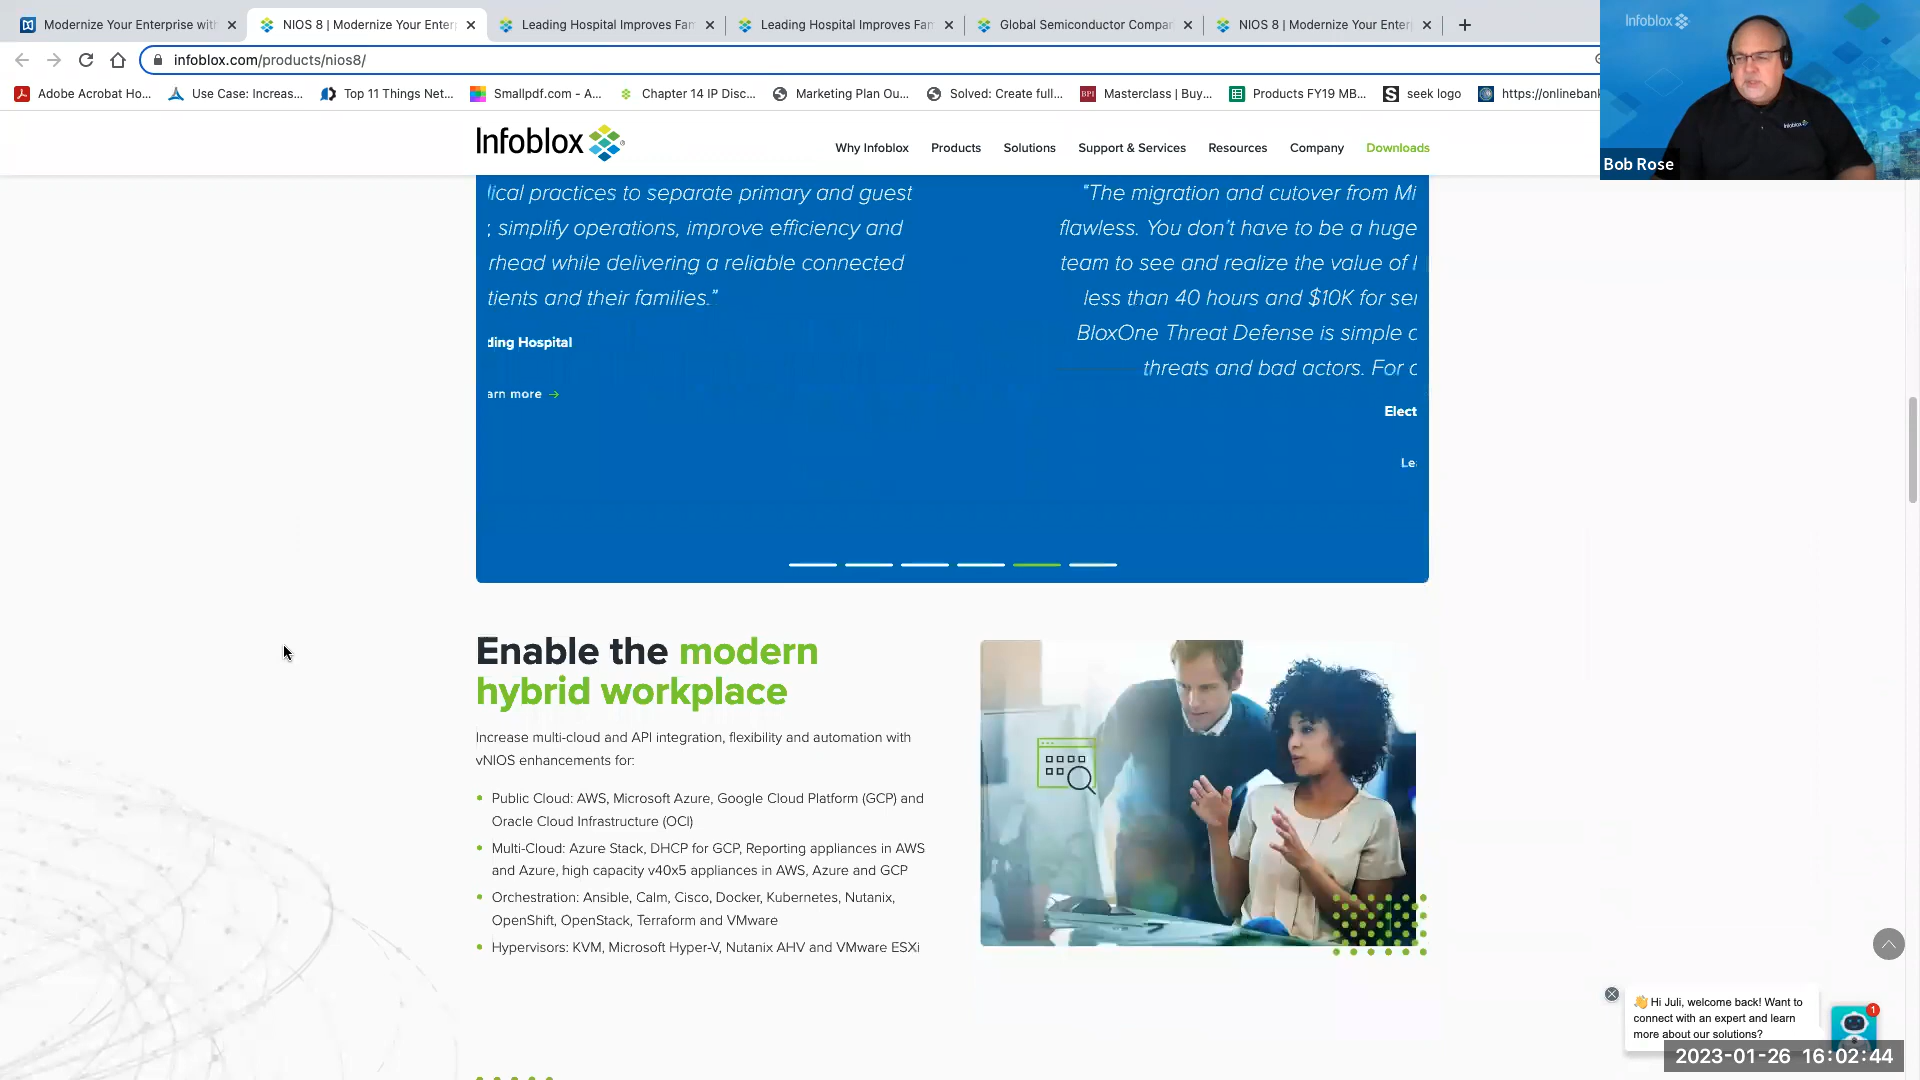 Modernize Your Enterprise with
NIOS 8 | Modernize Your Enter
Leading Hospital Improves Fam
Leading Hospital Improves Fam
Global Semiconductor Compan
NIOS 8 | Modernize Your Enter
infoblox.com/products/nios8/
Adobe Acrobat Ho...
Use Case: Increas...
Top 11 Things Net...
Smallpdf.com - A...
Chapter 14 IP Disc...
Marketing Plan Ou...
Solved: Create full...
BPI
Masterclass | Buy...
Products FY19 MB...
seek logo
https://onlinebank
Infoblox
Bob Rose
Infoblox
Why Infoblox
Products
Solutions
Support & Services
Resources
Company
Downloads
lical practices to separate primary and guest
, simplify operations, improve efficiency and
rhead while delivering a reliable connected
tients and their families."
ding Hospital
arn more →
"The migration and cutover from Mi
flawless. You don't have to be a huge
team to see and realize the value of I
less than 40 hours and $10K for ser
BloxOne Threat Defense is simple c
threats and bad actors. For c
Elect
Le
Enable the modern
hybrid workplace
Increase multi-cloud and API integration, flexibility and automation with
vNIOS enhancements for:
• Public Cloud: AWS, Microsoft Azure, Google Cloud Platform (GCP) and
Oracle Cloud Infrastructure (OCI)
• Multi-Cloud: Azure Stack, DHCP for GCP, Reporting appliances in AWS
and Azure, high capacity v40x5 appliances in AWS, Azure and GCP
• Orchestration: Ansible, Calm, Cisco, Docker, Kubernetes, Nutanix,
OpenShift, OpenStack, Terraform and VMware
• Hypervisors: KVM, Microsoft Hyper-V, Nutanix AHV and VMware ESXi
👋 Hi Juli, welcome back! Want to
connect with an expert and learn
more about our solutions?
1
2023-01-26 16:02:44